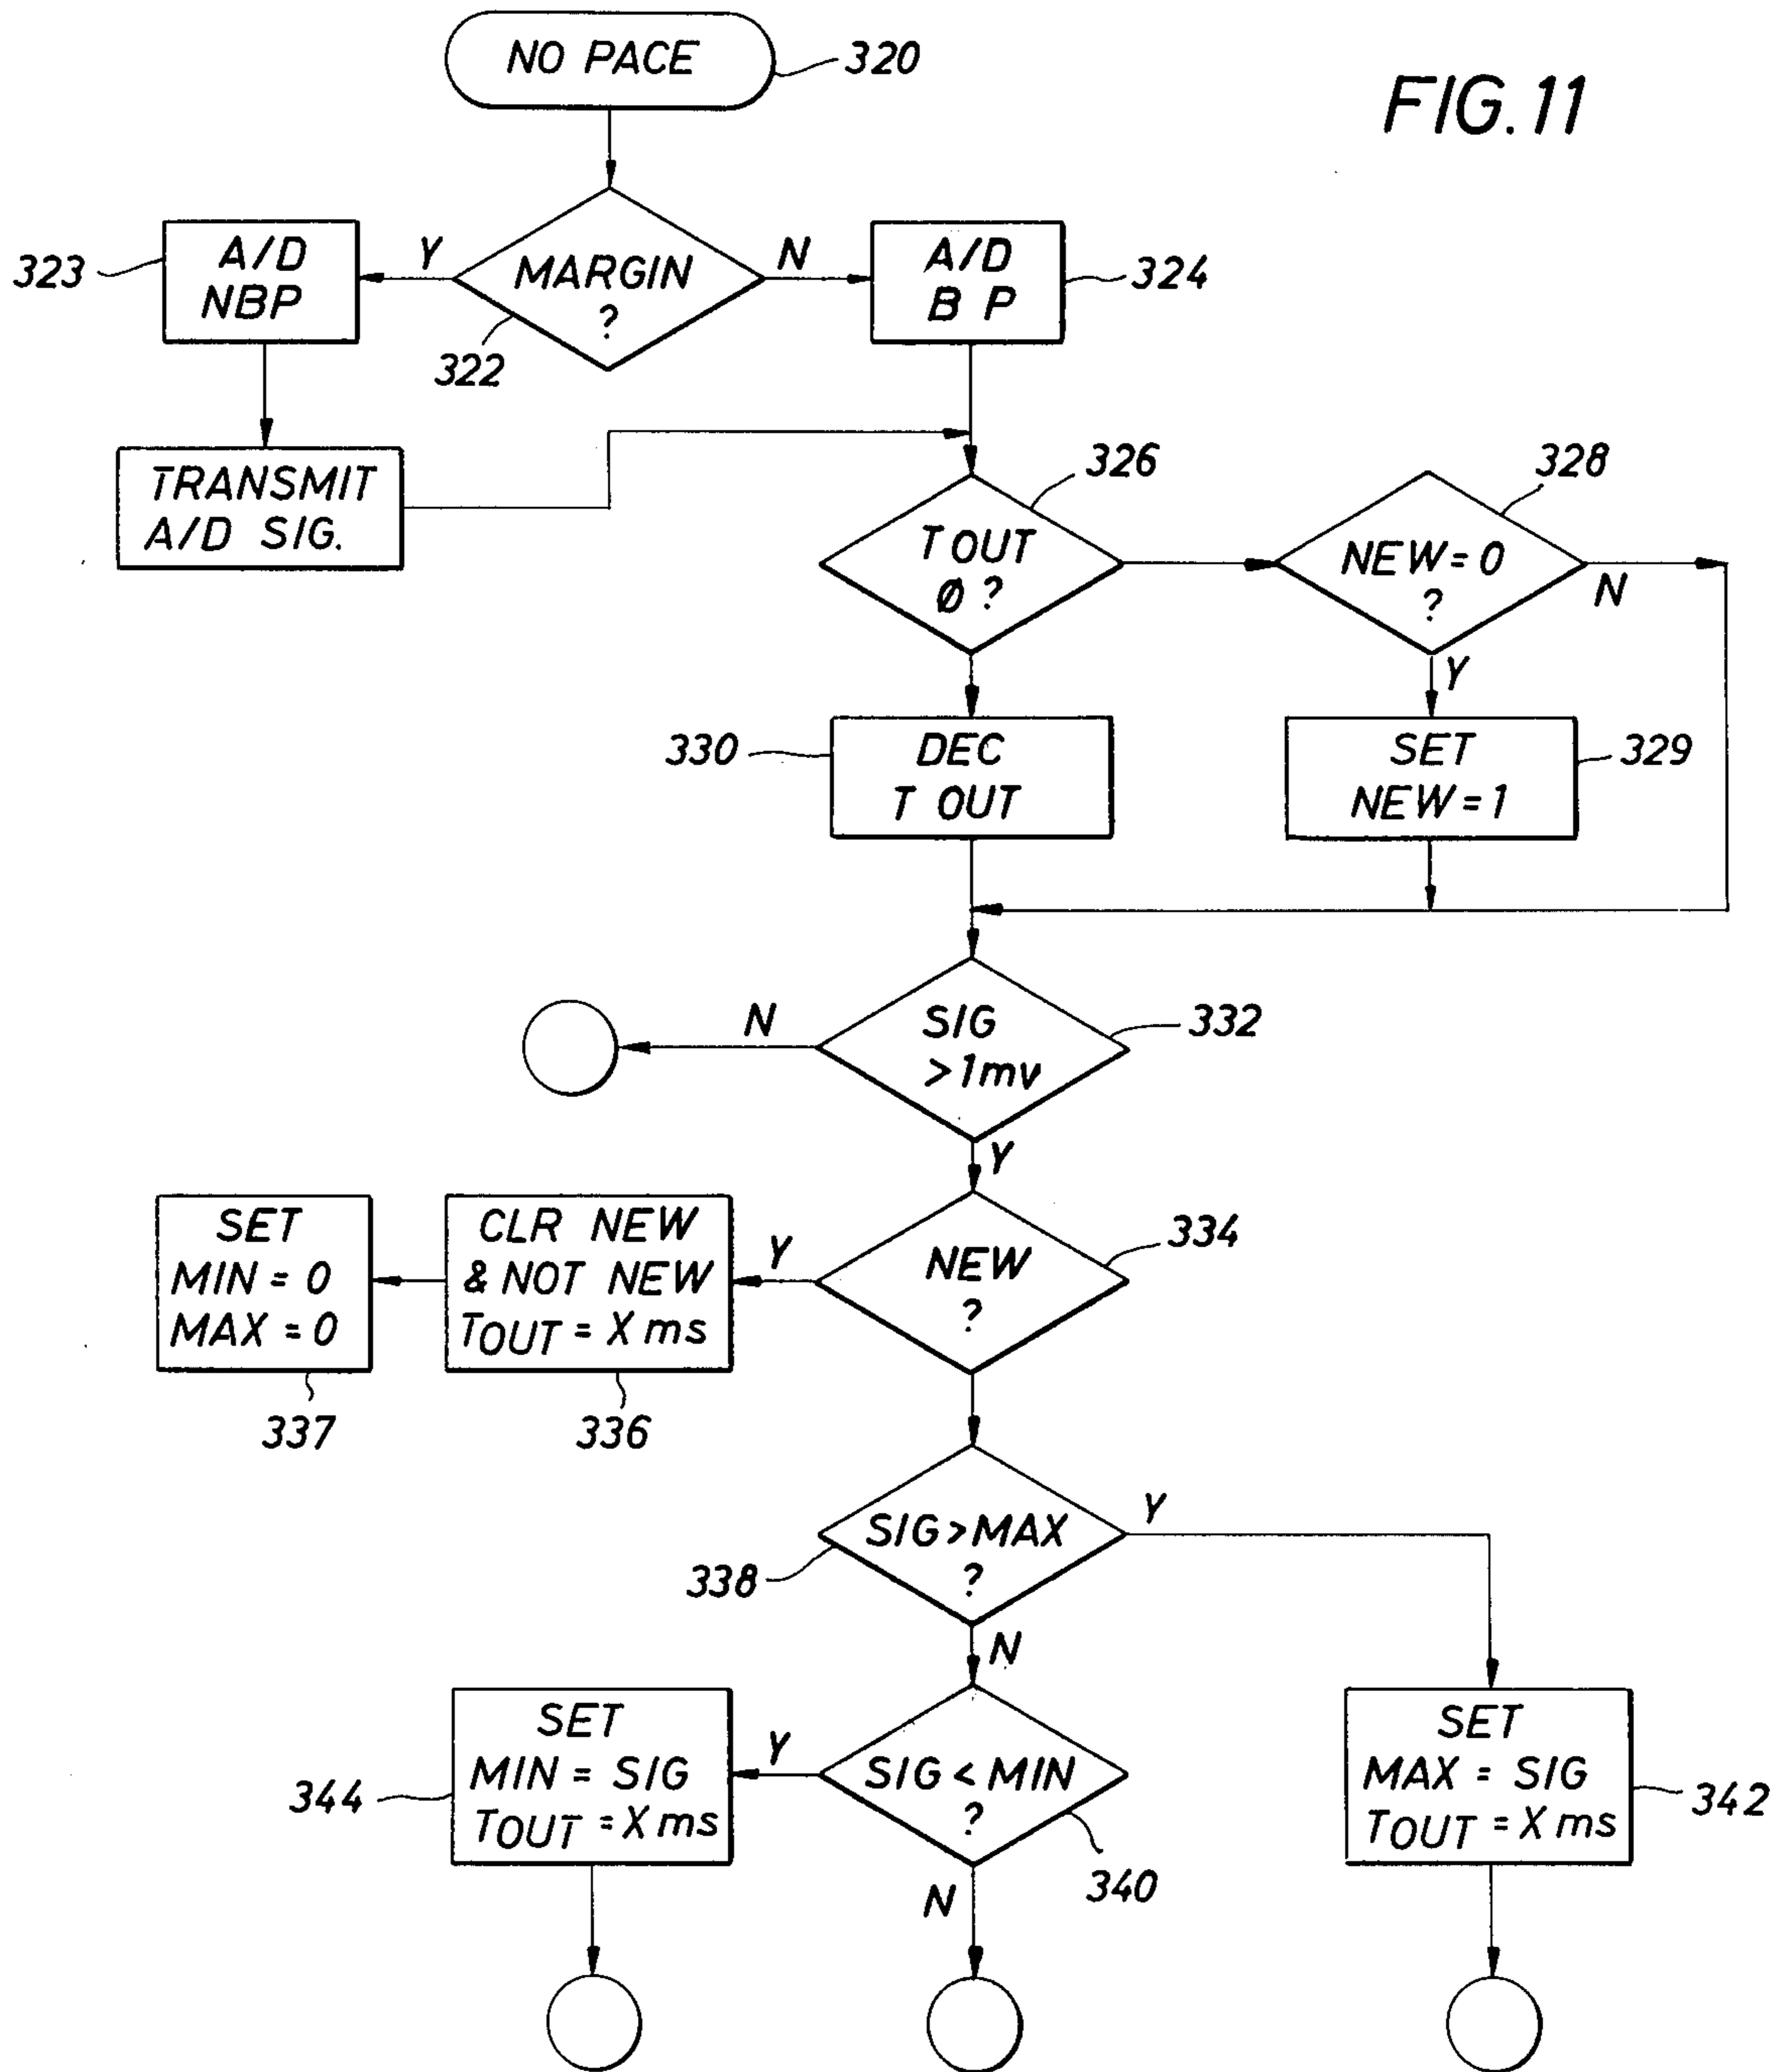 NO PACE
320
FIG. 11
323
A/D
NBP
Y
MARGIN
?
322
N
A/D
B P
324
TRANSMIT
A/D SIG.
T OUT
Ø ?
326
NEW = 0
?
328
N
Y
330
DEC
T OUT
SET
NEW = 1
329
N
SIG
> 1mv
332
Y
SET
MIN = 0
MAX = 0
337
CLR NEW
& NOT NEW
TOUT = X ms
336
Y
NEW
?
334
SIG > MAX
?
338
Y
N
344
SET
MIN = SIG
TOUT = X ms
Y
SIG < MIN
?
340
N
SET
MAX = SIG
TOUT = X ms
342